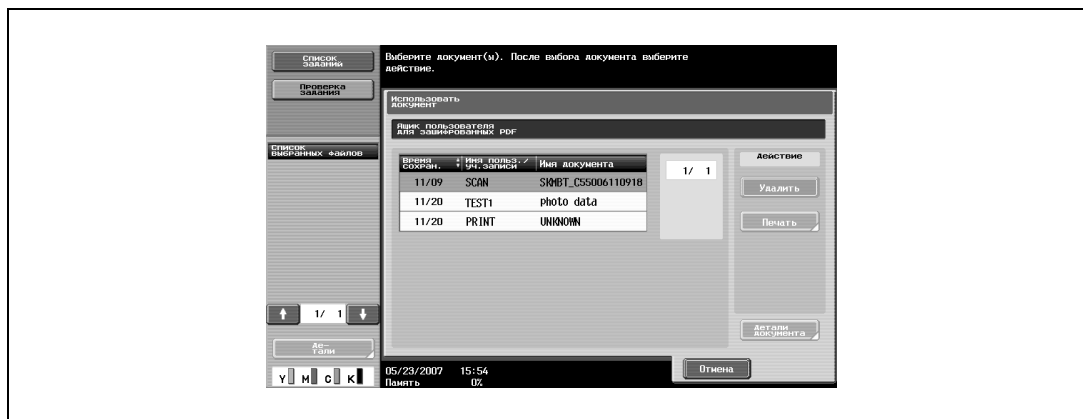 Список
заданий
Выберите документ(ы). После выбора документа выберите
действие.
Проверка
задания
Использовать
документ
Ящик пользователя
для зашифрованных PDF
Список
выбранных файлов
Время
сохран.
Имя польз./
уч.записи
Имя документа
11/09 SCAN SKMBT_C55006110918
11/20 TEST1 photo data
11/20 PRINT UNKNOWN
1/ 1
Действие
Удалить
Печать
Детали
документа
1/ 1
Де-
тали
Отмена
Y M C K
05/23/2007 15:54
Память 0%